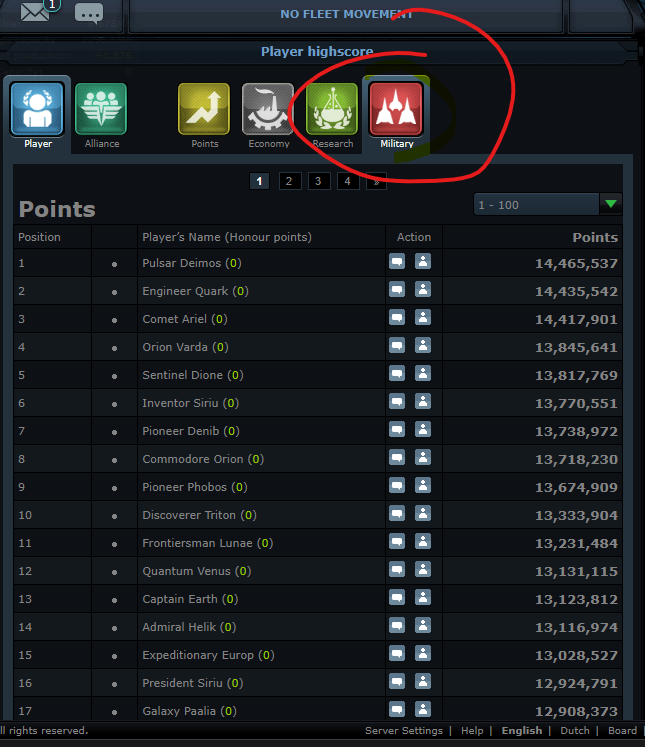 1
NO FLEET MOVEMENT
Player highscore
Player Alliance Points Economy Research Military
1 2 3 4 »
Points
1 - 100
Position Player's Name (Honour points) Action Points
1 Pulsar Deimos (0) 14,465,537
2 Engineer Quark (0) 14,435,542
3 Comet Ariel (0) 14,417,901
4 Orion Varda (0) 13,845,641
5 Sentinel Dione (0) 13,817,769
6 Inventor Siriu (0) 13,770,551
7 Pioneer Denib (0) 13,738,972
8 Commodore Orion (0) 13,718,230
9 Pioneer Phobos (0) 13,674,909
10 Discoverer Triton (0) 13,333,904
11 Frontiersman Lunae (0) 13,231,484
12 Quantum Venus (0) 13,131,115
13 Captain Earth (0) 13,123,812
14 Admiral Helik (0) 13,116,974
15 Expeditionary Europ (0) 13,028,527
16 President Siriu (0) 12,924,791
17 Galaxy Paalia (0) 12,908,373
ll rights reserved. Server Settings | Help | English | Dutch | Board |